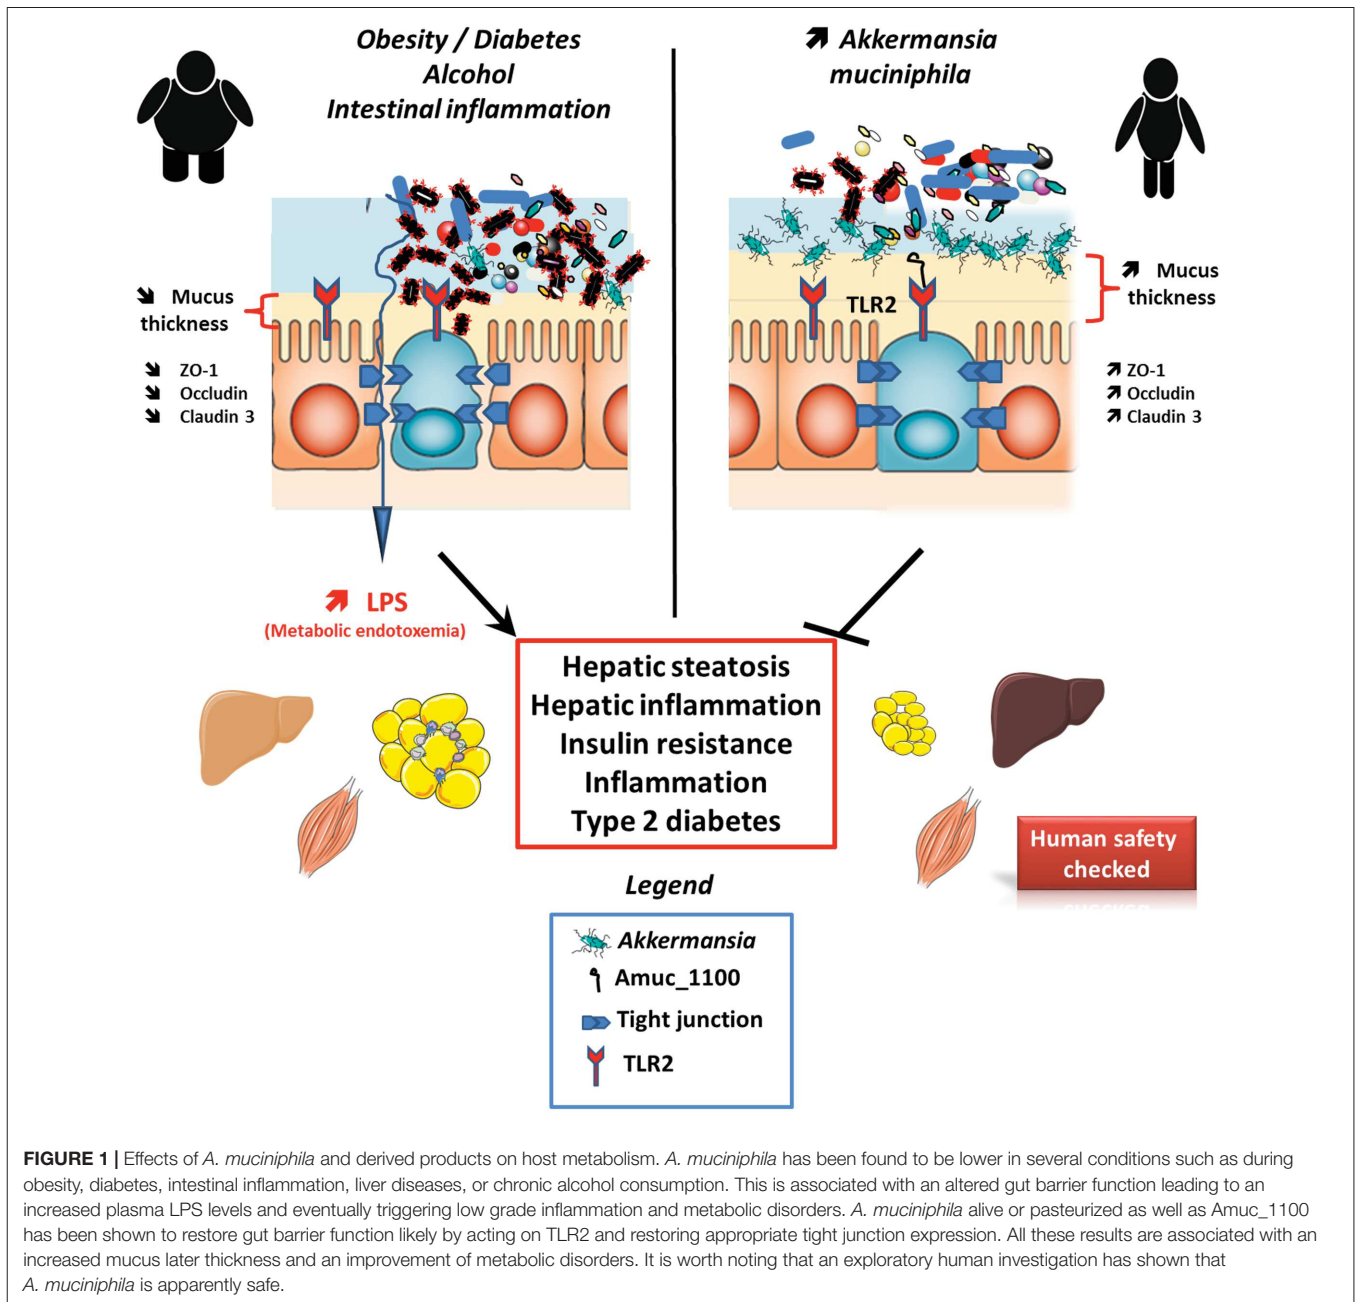 Obesity / Diabetes
Alcohol
Intestinal inflammation
Akkermansia
muciniphila
Mucus
thickness
ZO-1
Occludin
Claudin 3
TLR2
Mucus
thickness
ZO-1
Occludin
Claudin 3
LPS
(Metabolic endotoxemia)
Hepatic steatosis
Hepatic inflammation
Insulin resistance
Inflammation
Type 2 diabetes
Human safety
checked
Legend
Akkermansia
Amuc_1100
Tight junction
TLR2
FIGURE 1 | Effects of A. muciniphila and derived products on host metabolism. A. muciniphila has been found to be lower in several conditions such as during
obesity, diabetes, intestinal inflammation, liver diseases, or chronic alcohol consumption. This is associated with an altered gut barrier function leading to an
increased plasma LPS levels and eventually triggering low grade inflammation and metabolic disorders. A. muciniphila alive or pasteurized as well as Amuc_1100
has been shown to restore gut barrier function likely by acting on TLR2 and restoring appropriate tight junction expression. All these results are associated with an
increased mucus later thickness and an improvement of metabolic disorders. It is worth noting that an exploratory human investigation has shown that
A. muciniphila is apparently safe.